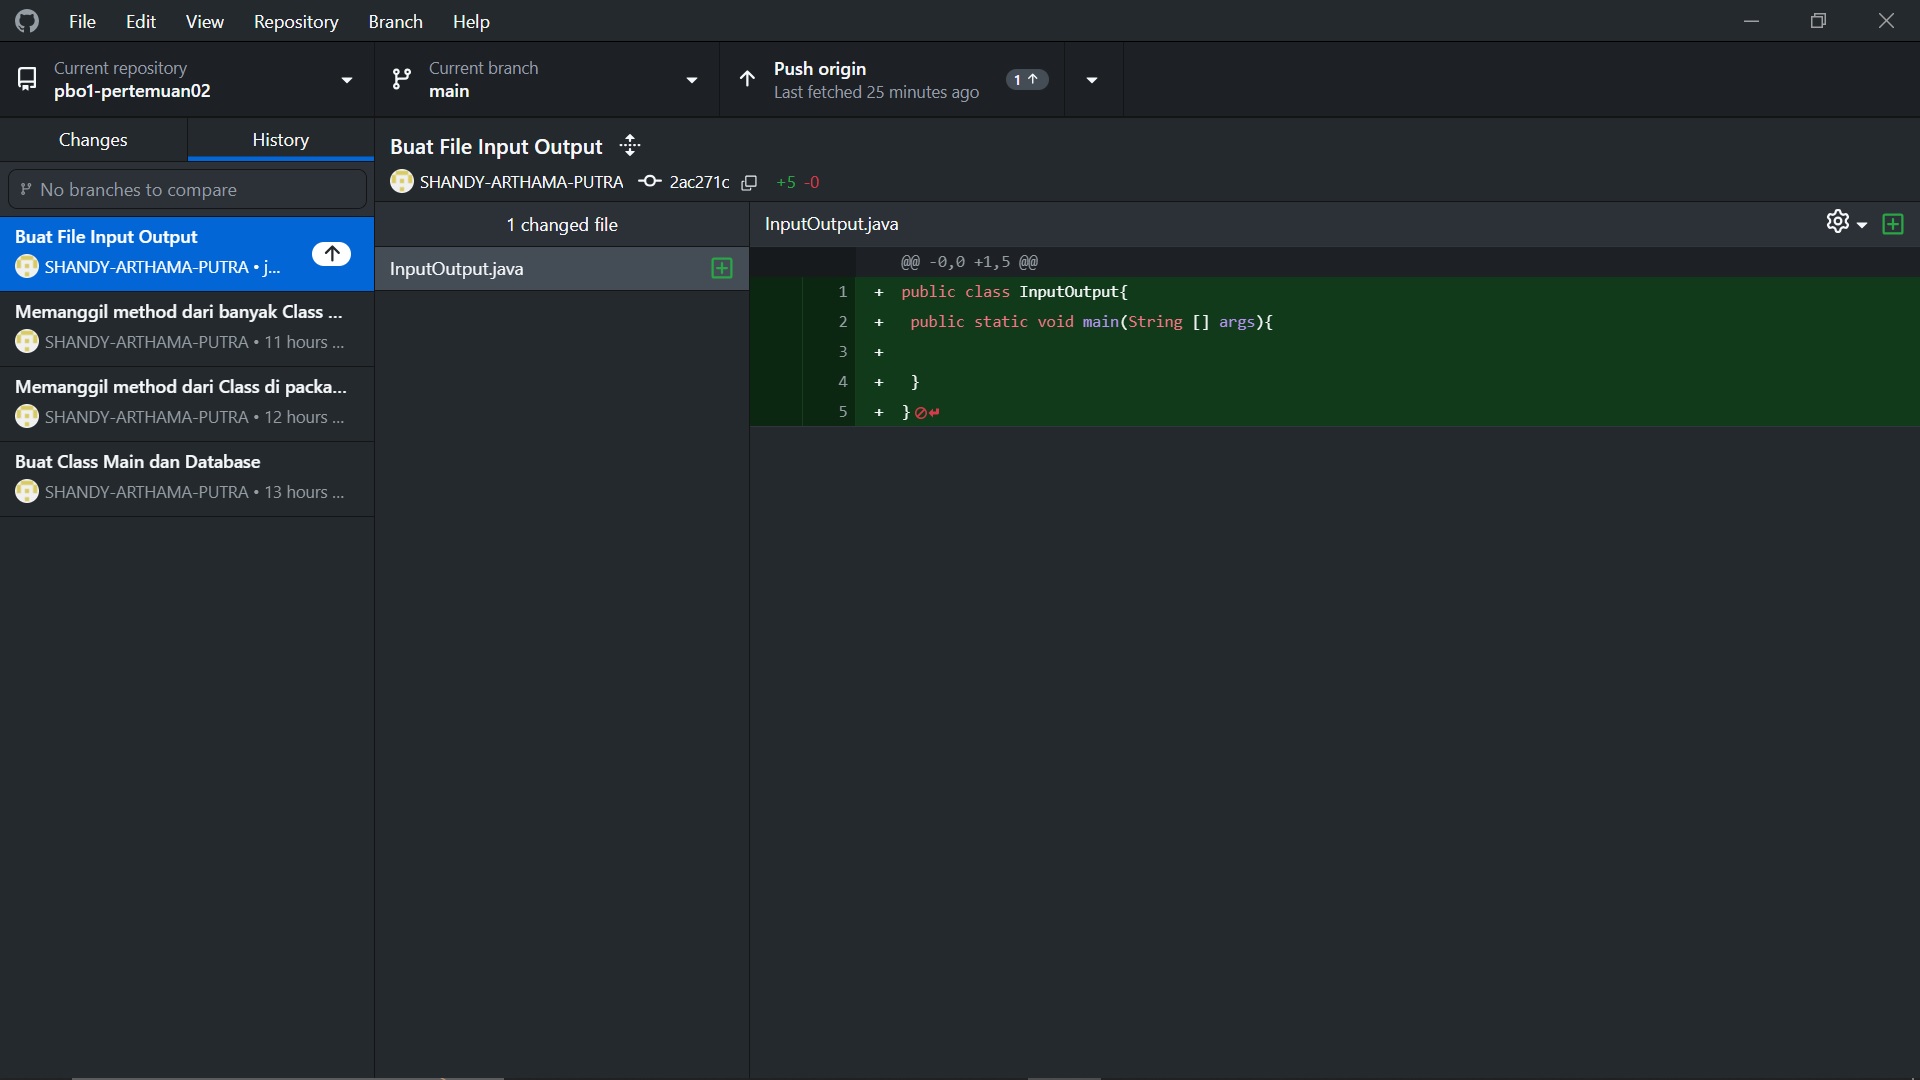 File Edit View Repository Branch Help
Current repository
pbo1-pertemuan02
Current branch
main
Push origin
Last fetched 25 minutes ago
1
Changes
History
No branches to compare
Buat File Input Output
SHANDY-ARTHAMA-PUTRA • j...
Memanggil method dari banyak Class ...
SHANDY-ARTHAMA-PUTRA • 11 hours ...
Memanggil method dari Class di packa...
SHANDY-ARTHAMA-PUTRA • 12 hours ...
Buat Class Main dan Database
SHANDY-ARTHAMA-PUTRA • 13 hours ...
Buat File Input Output
SHANDY-ARTHAMA-PUTRA 2ac271c +5 -0
1 changed file
InputOutput.java
InputOutput.java
@@ -0,0 +1,5 @@
1 + public class InputOutput{
2 + public static void main(String [] args){
3 +
4 + }
5 + }